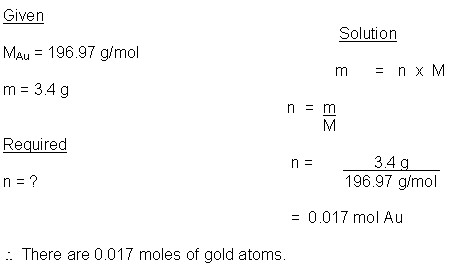 Given
M_Au = 196.97 g/mol
m = 3.4 g
Required
n = ?
Solution
m = n x M
n = m
M
n = 3.4 g
196.97 g/mol
= 0.017 mol Au
∴ There are 0.017 moles of gold atoms.